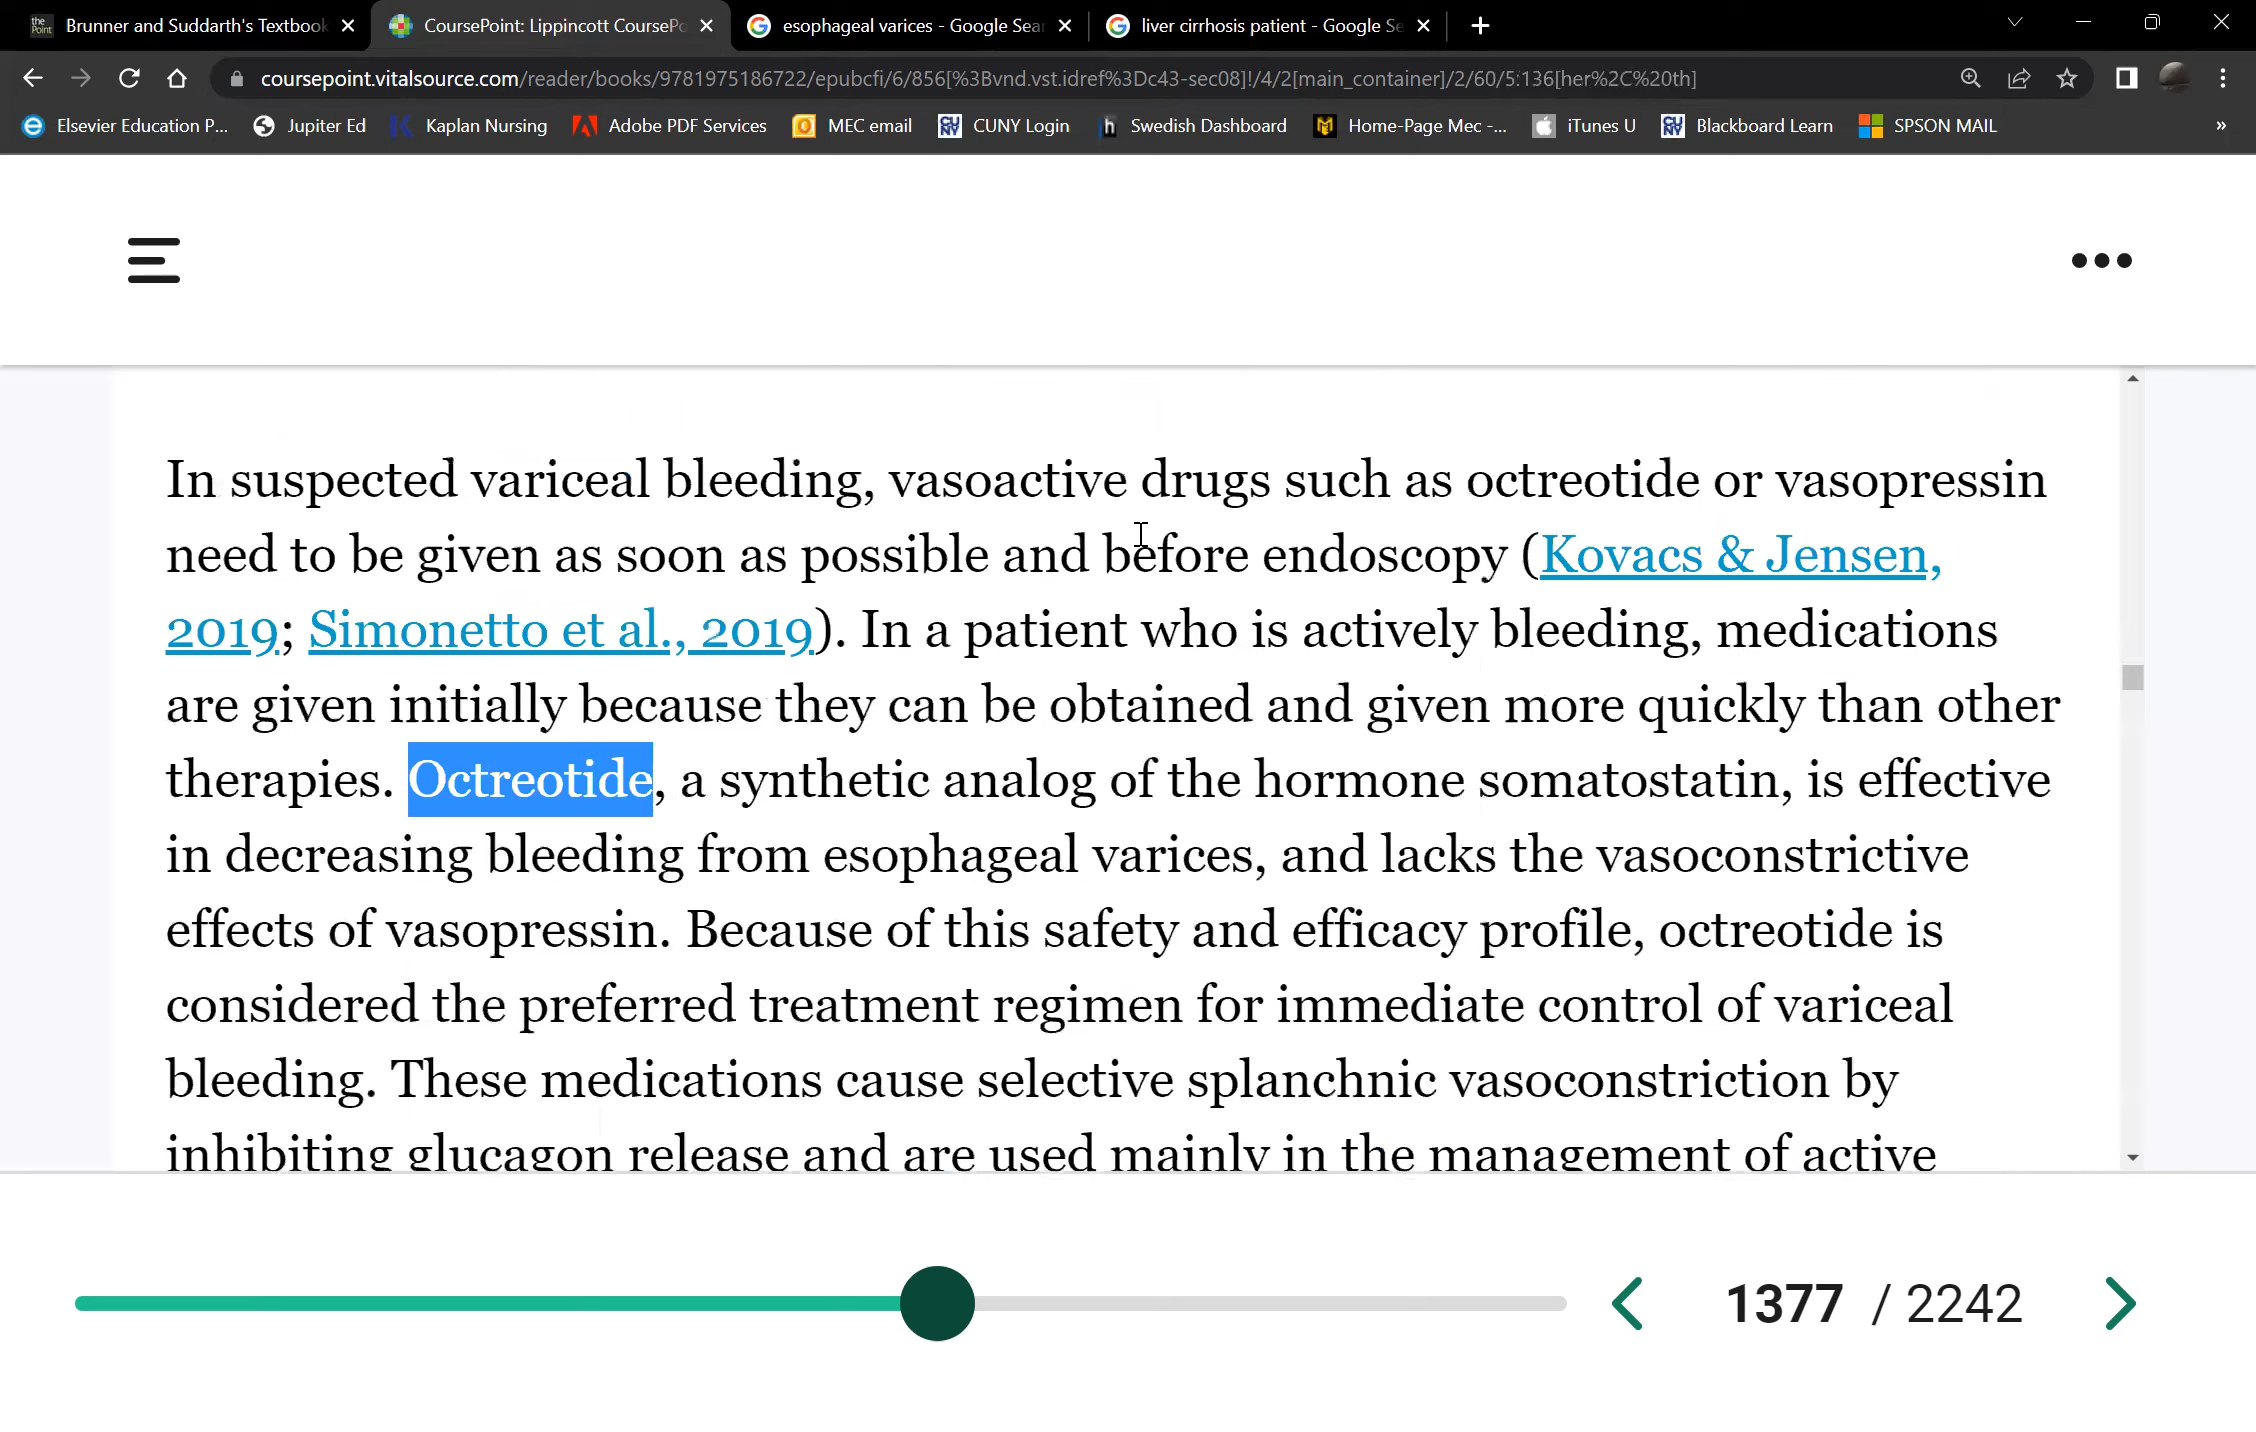 the Point Brunner and Suddarth's Textbook
CoursePoint: Lippincott CoursePo
esophageal varices - Google Sear
liver cirrhosis patient - Google Se
coursepoint.vitalsource.com/reader/books/9781975186722/epubcfi/6/856[%3Bvnd.vst.idref%3Dc43-sec08]!/4/2[main_container]/2/60/5:136[her%2C%20th]
Elsevier Education P... Jupiter Ed Kaplan Nursing Adobe PDF Services MEC email CUNY Login Swedish Dashboard Home-Page Mec -... iTunes U Blackboard Learn SPSON MAIL »
In suspected variceal bleeding, vasoactive drugs such as octreotide or vasopressin
need to be given as soon as possible and before endoscopy (Kovacs & Jensen,
2019; Simonetto et al., 2019). In a patient who is actively bleeding, medications
are given initially because they can be obtained and given more quickly than other
therapies. Octreotide, a synthetic analog of the hormone somatostatin, is effective
in decreasing bleeding from esophageal varices, and lacks the vasoconstrictive
effects of vasopressin. Because of this safety and efficacy profile, octreotide is
considered the preferred treatment regimen for immediate control of variceal
bleeding. These medications cause selective splanchnic vasoconstriction by
inhibiting glucagon release and are used mainly in the management of active
1377 / 2242